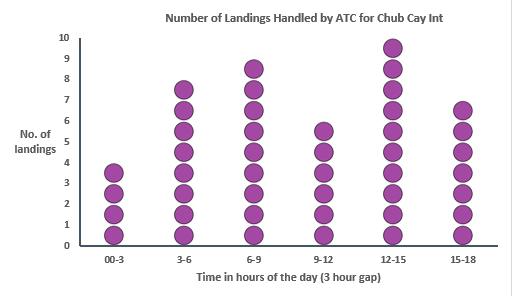 Number of Landings Handled by ATC for Chub Cay Int
10
9
8
7
6
5
4
3
2
1
0
No. of
landings
00-3 3-6 6-9 9-12 12-15 15-18
Time in hours of the day (3 hour gap)